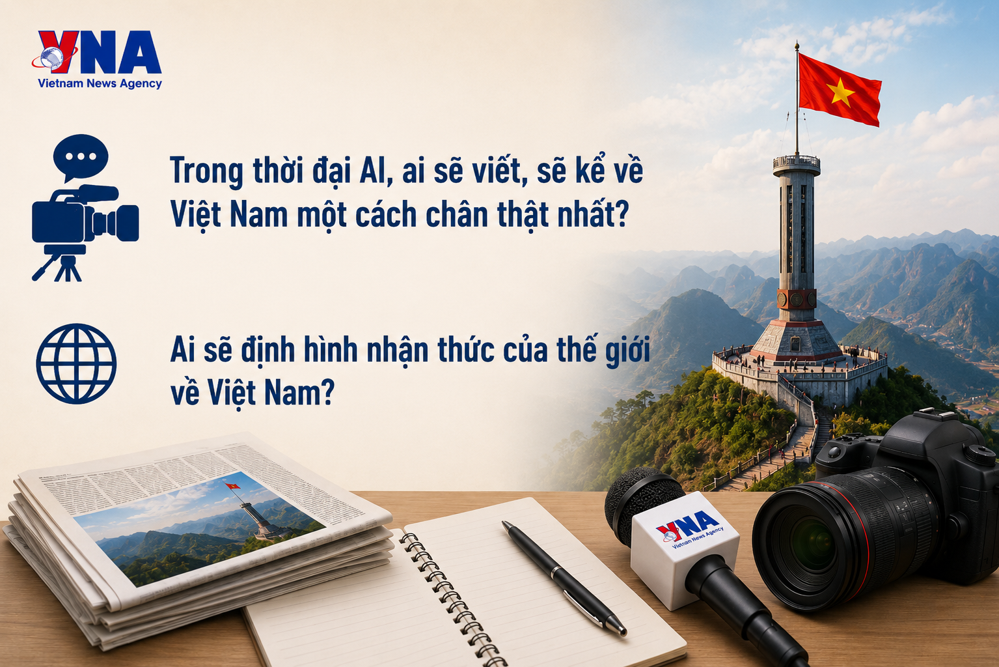 VNA
Vietnam News Agency
Trong thời đại AI, ai sẽ viết, sẽ kể về
Việt Nam một cách chân thật nhất?
Ai sẽ định hình nhận thức của thế giới
về Việt Nam?
VNA
Vietnam News Agency